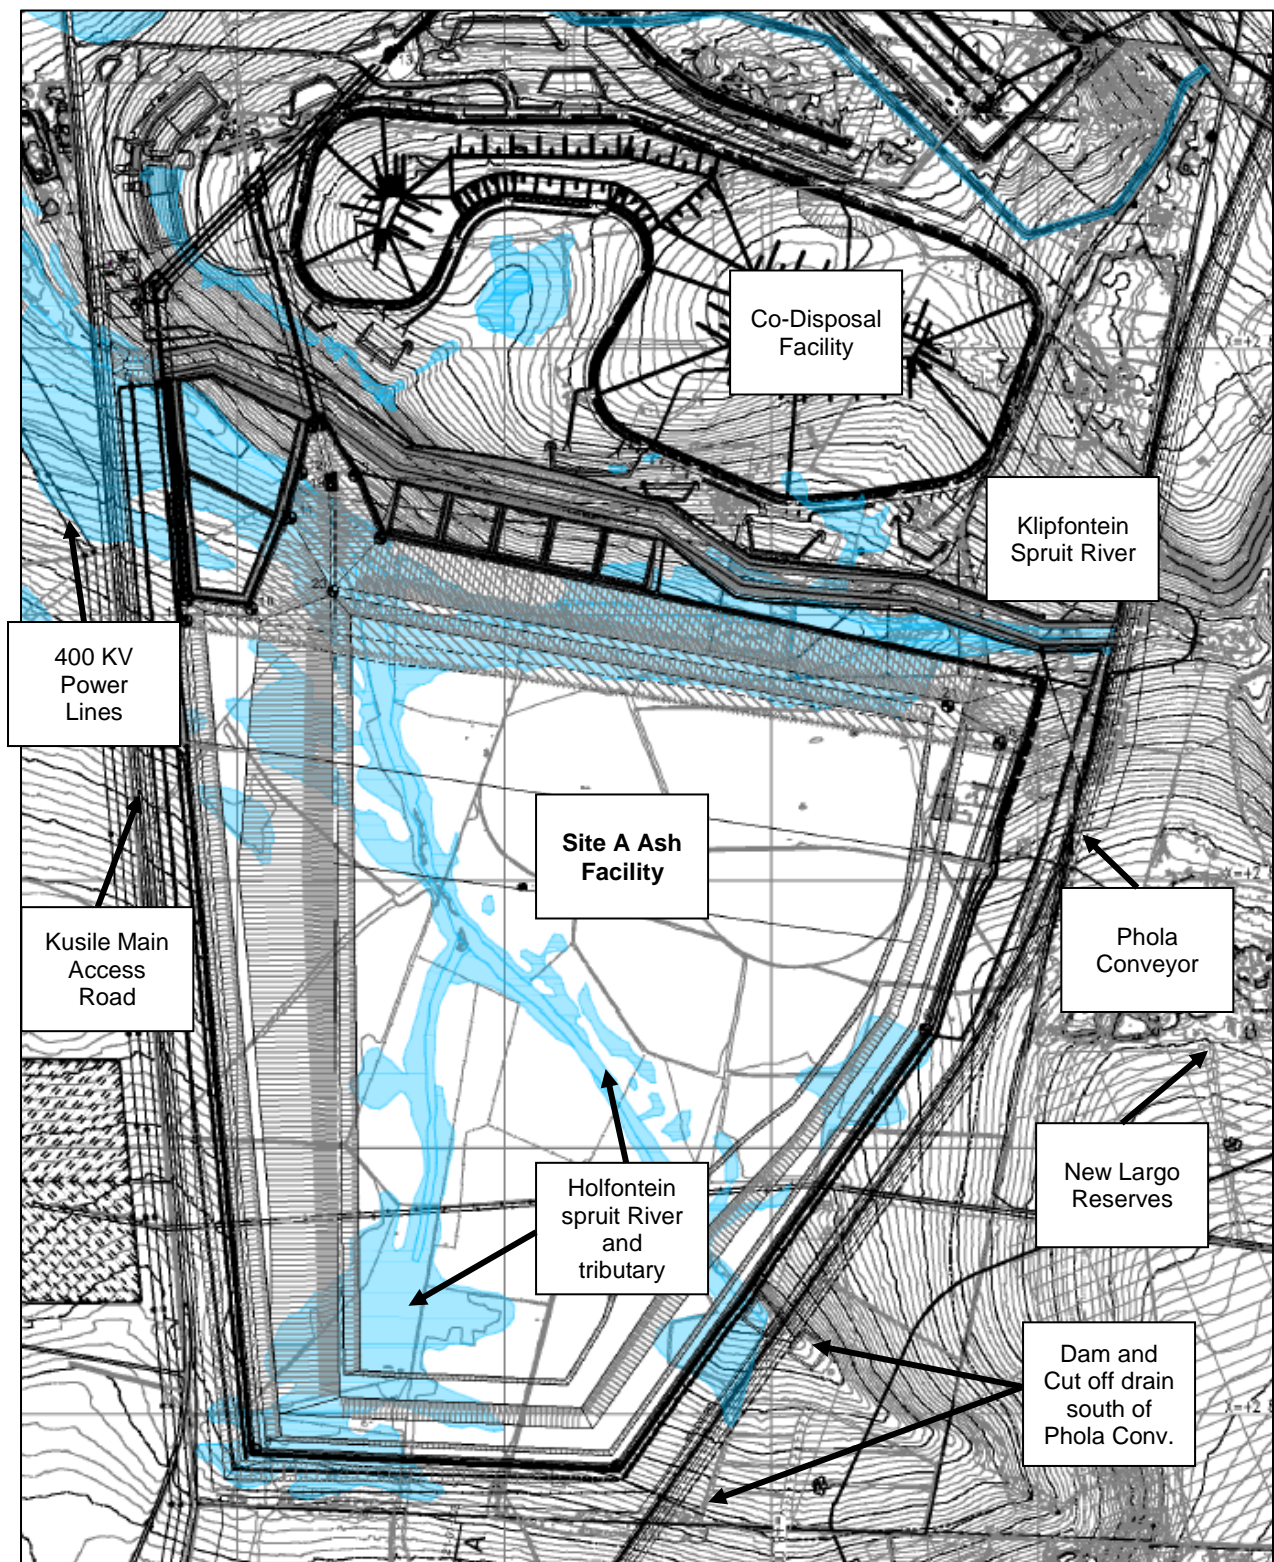 Co-Disposal
Facility
Klipfontein
Spruit River
400 KV
Power
Lines
Site A Ash
Facility
Kusile Main
Access
Road
Phola
Conveyor
New Largo
Reserves
Holfontein
spruit River
and
tributary
Dam and
Cut off drain
south of
Phola Conv.
A